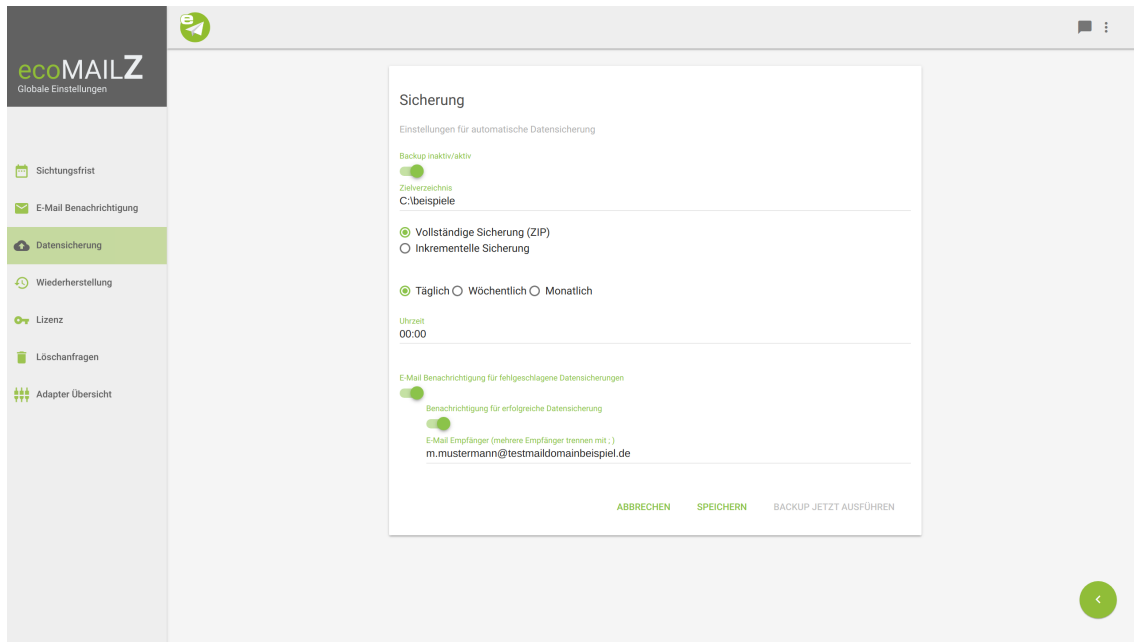 ecoMAILZ
Globale Einstellungen
Sichtungsfrist
E-Mail Benachrichtigung
Datensicherung
Wiederherstellung
Lizenz
Löschanfragen
Adapter Übersicht
e
Sicherung
Einstellungen für automatische Datensicherung
Backup inaktiv/aktiv
Zielverzeichnis
C:\beispiele
Vollständige Sicherung (ZIP)
Inkrementelle Sicherung
Täglich Wöchentlich Monatlich
Uhrzeit
00:00
E-Mail Benachrichtigung für fehlgeschlagene Datensicherungen
Benachrichtigung für erfolgreiche Datensicherung
E-Mail Empfänger (mehrere Empfänger trennen mit ; )
m.mustermann@testmaildomainbeispiel.de
ABBRECHEN SPEICHERN BACKUP JETZT AUSFÜHREN